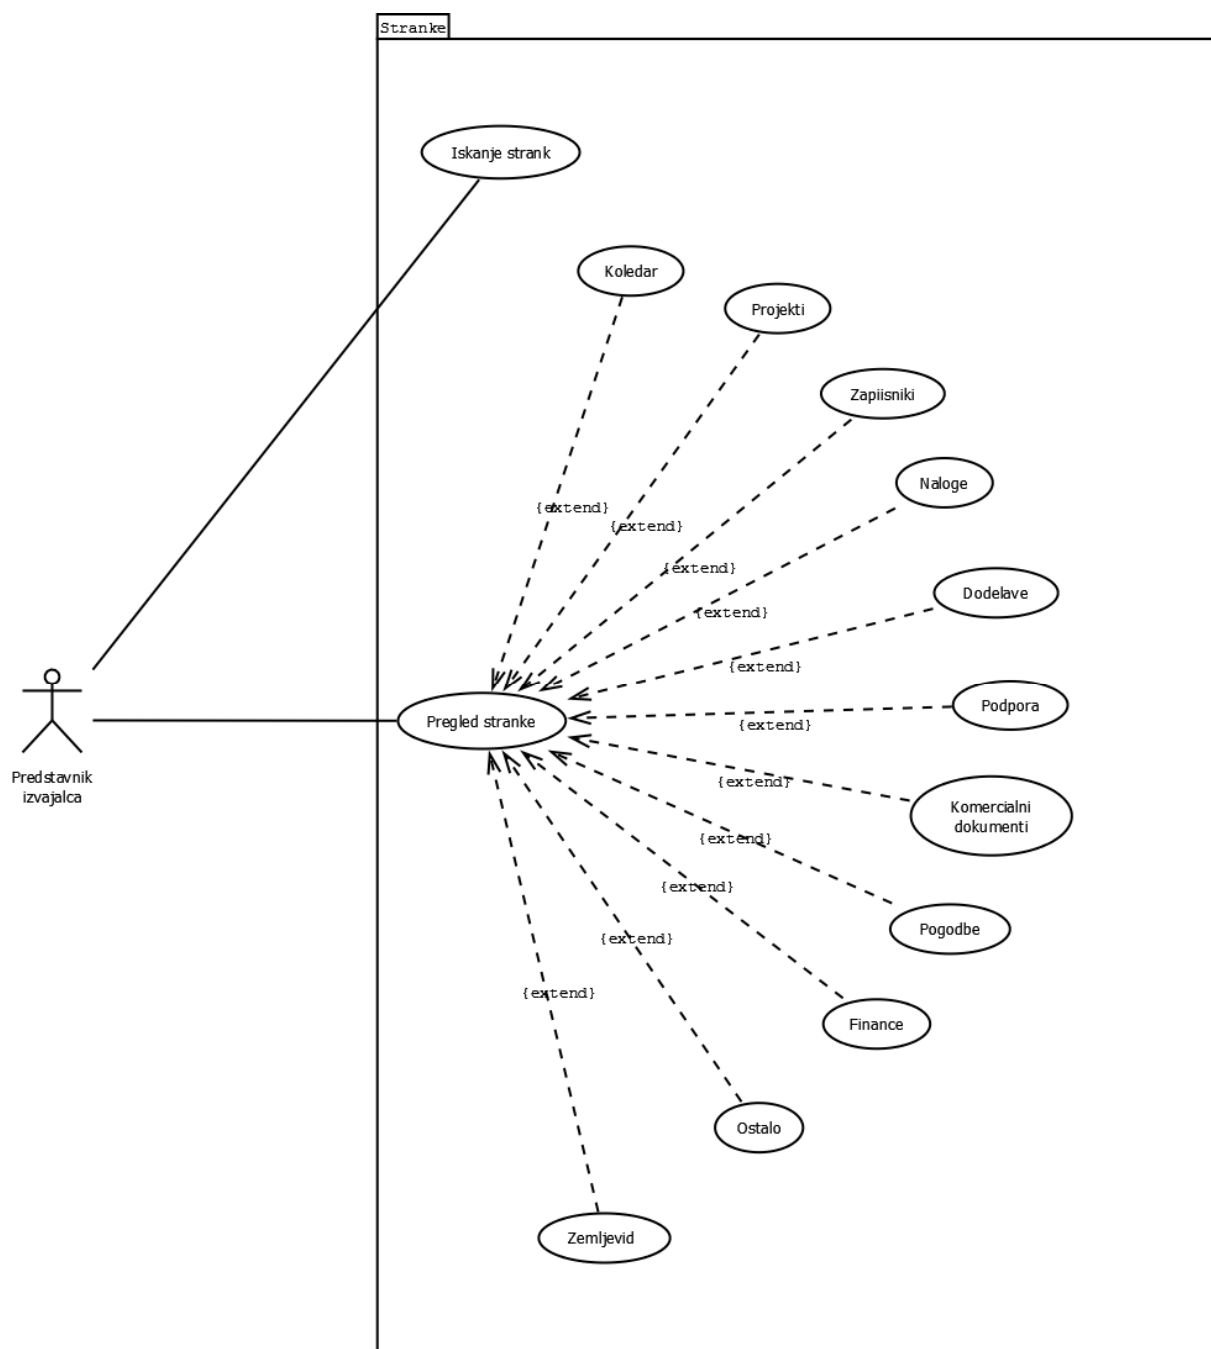 Stranke
Iskanje strank
Koledar
Projekti
Zapiisniki
Naloge
{extend}
{extend}
{extend}
Dodelave
{extend}
{extend}
Podpora
Pregled stranke
{extend}
Predstavnik
izvajalca
{extend}
Komercialni
dokumenti
{extend}
{extend}
Pogodbe
{extend}
{extend}
Finance
Ostalo
Zemljevid